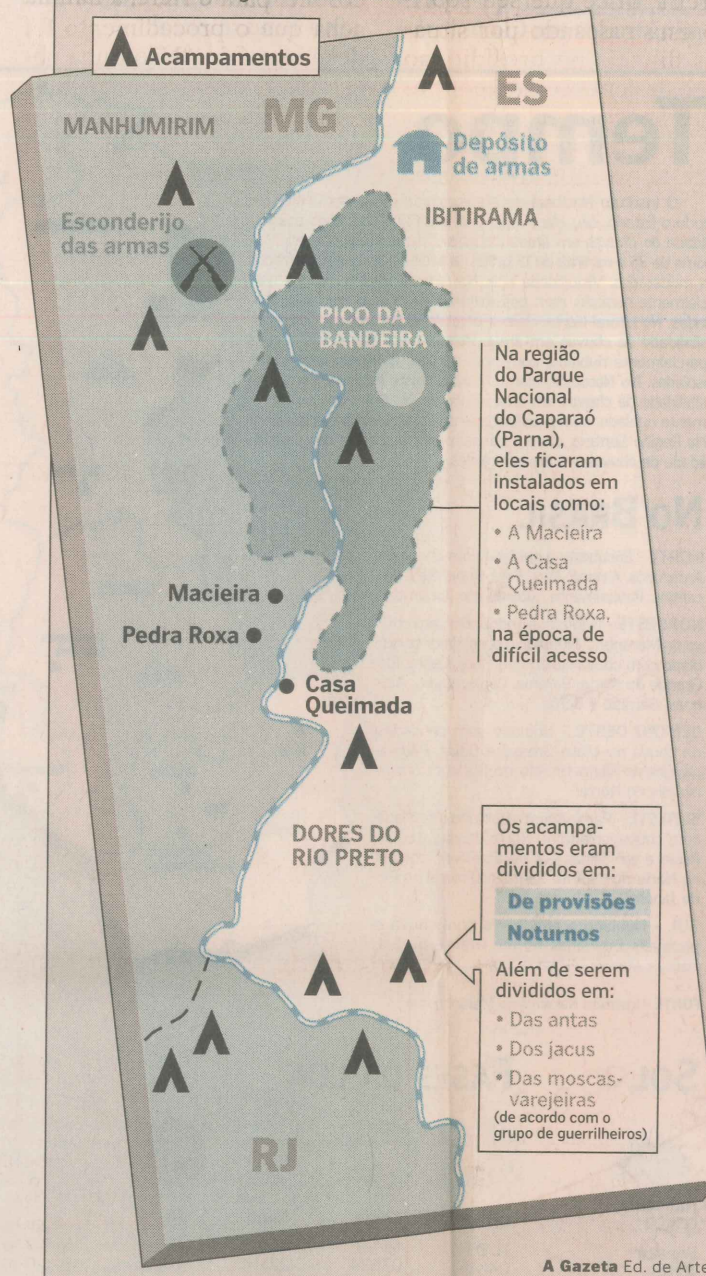 Acampamentos
MG
ES
MANHUMIRIM
Depósito
de armas
Esconderijo
das armas
IBITIRAMA
PICO DA
BANDEIRA
Na região
do Parque
Nacional
do Caparaó
(Parna),
eles ficaram
instalados em
locais como:
• A Macieira
• A Casa
Queimada
• Pedra Roxa,
na época, de
difícil acesso
Macieira
Pedra Roxa
Casa
Queimada
DORES DO
RIO PRETO
Os acampa-
mentos eram
divididos em:
De provisões
Noturnos
Além de serem
divididos em:
• Das antas
• Dos jacus
• Das moscas-
varejeiras
(de acordo com o
grupo de guerrilheiros)
RJ
A Gazeta Ed. de Arte